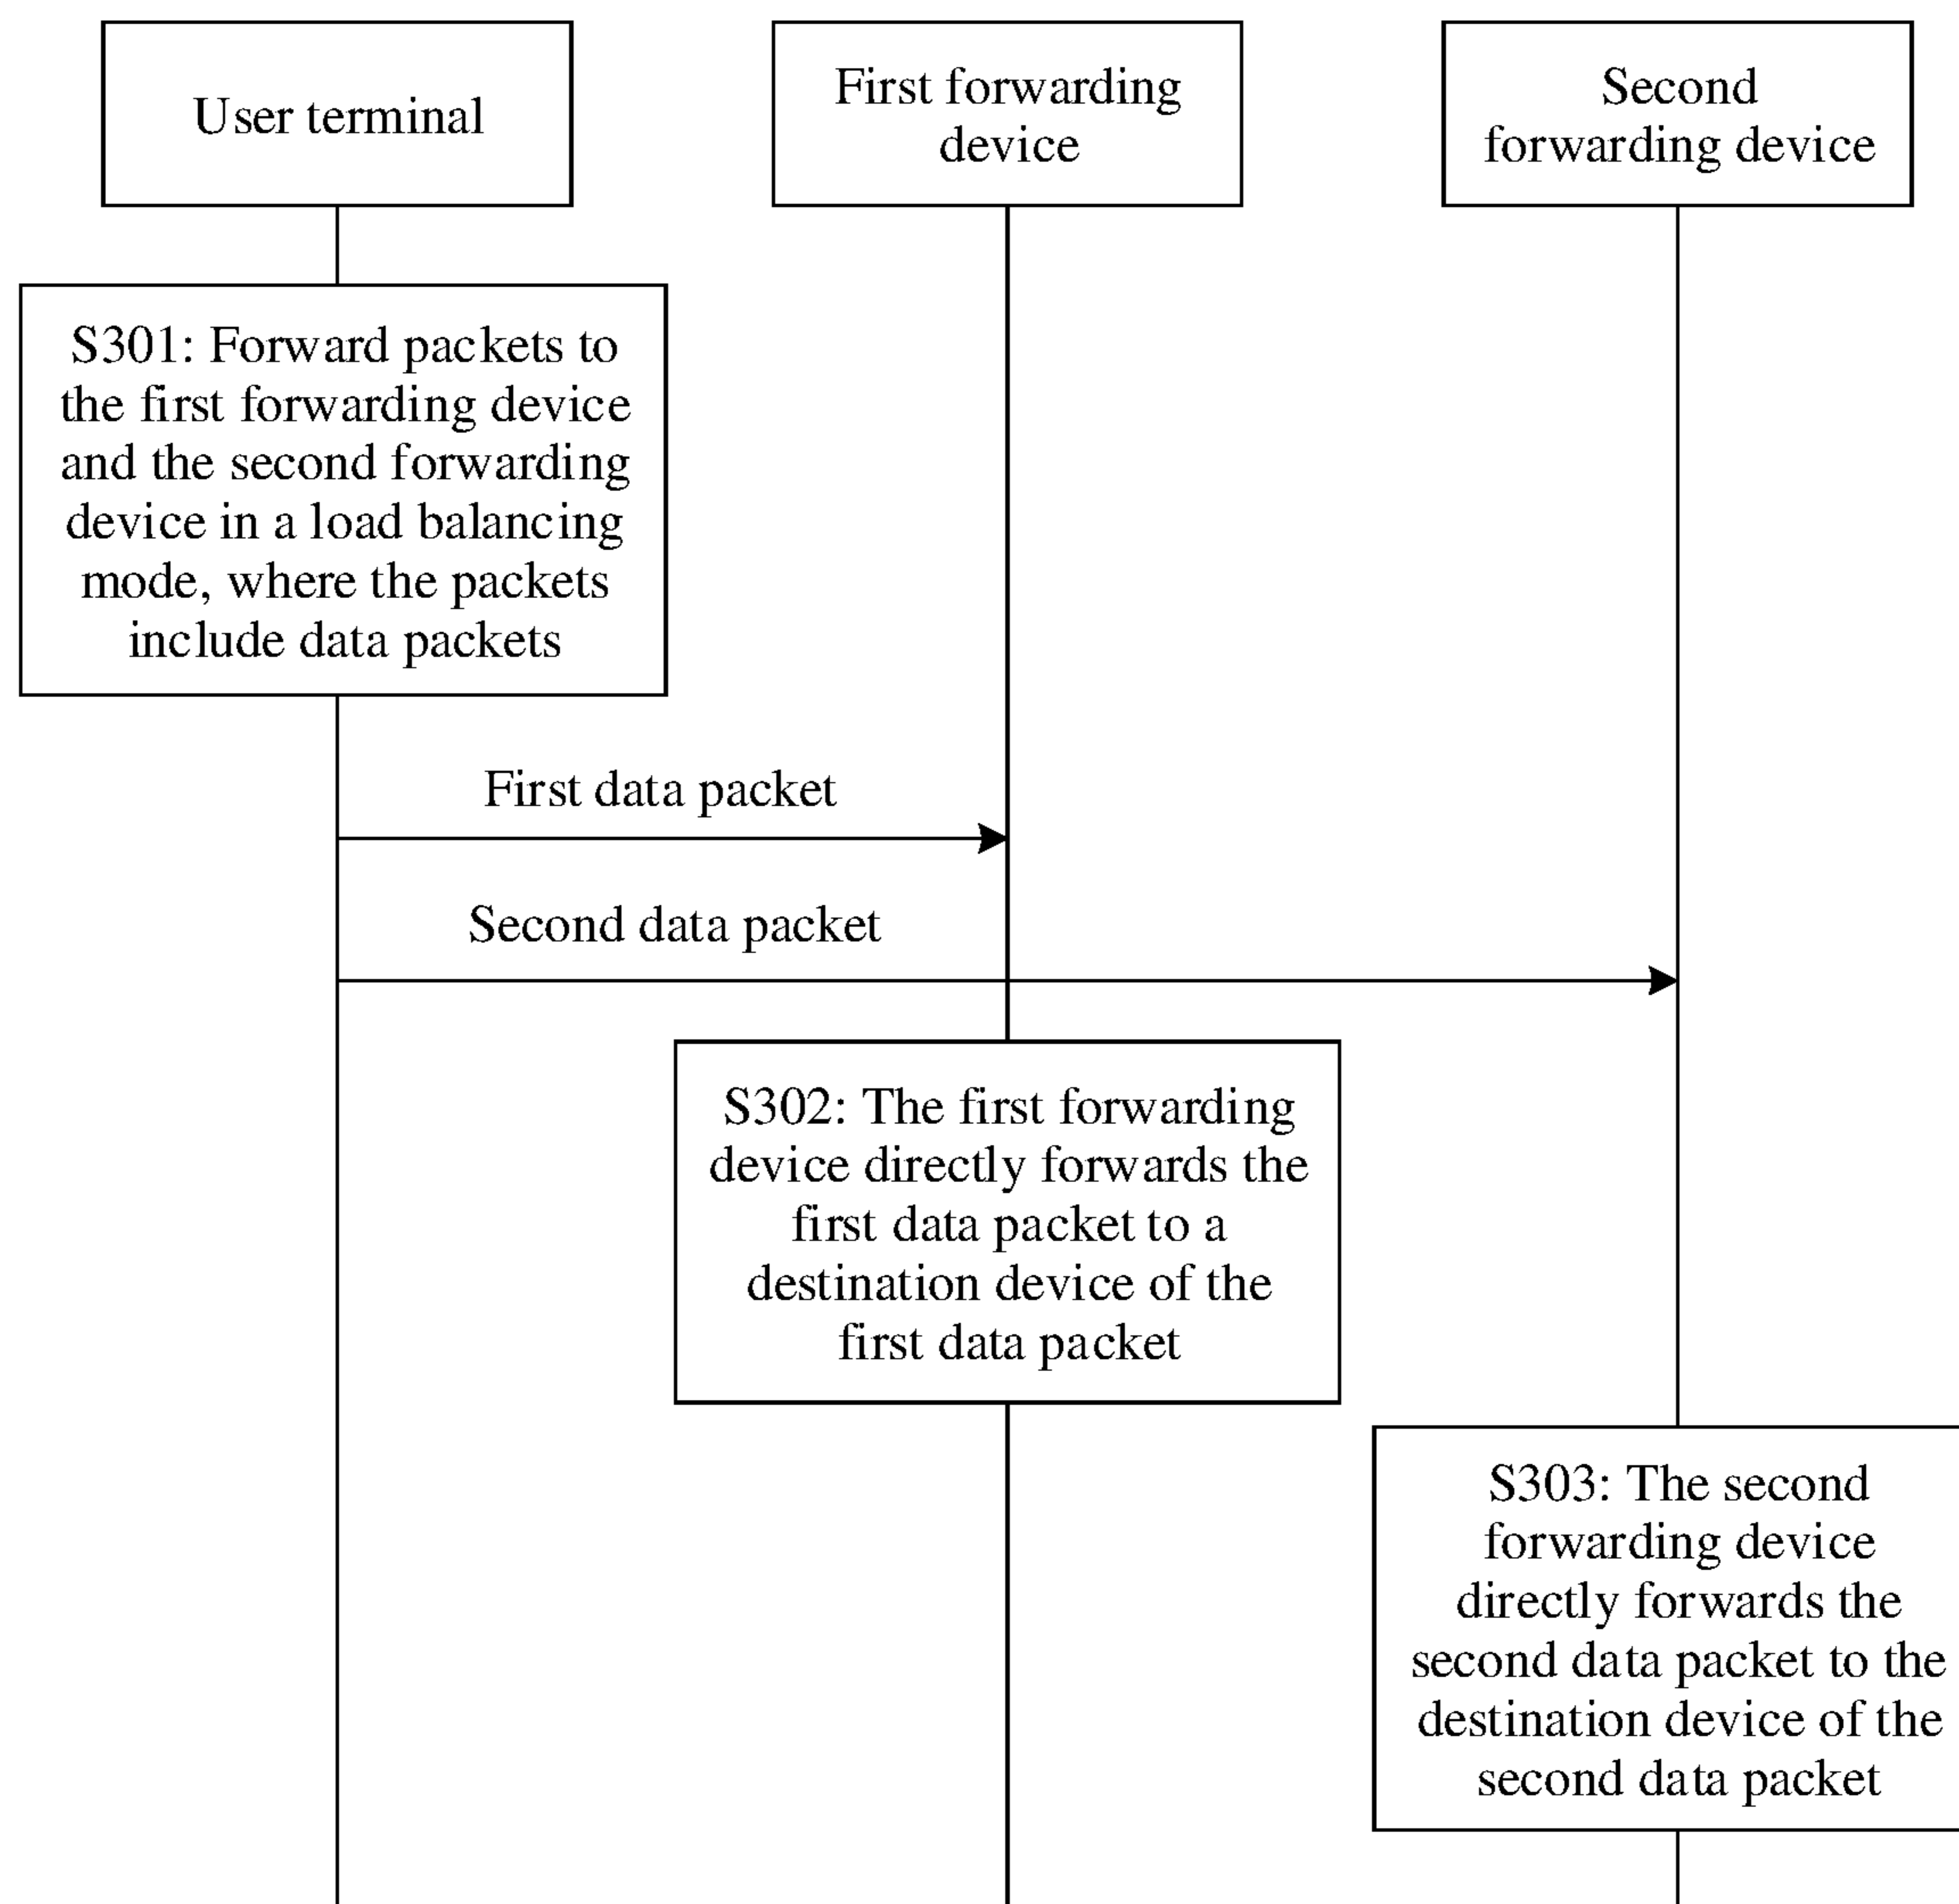 User terminal
First forwarding
device
Second
forwarding device
S301: Forward packets to
the first forwarding device
and the second forwarding
device in a load balancing
mode, where the packets
include data packets
First data packet
Second data packet
S302: The first forwarding
device directly forwards the
first data packet to a
destination device of the
first data packet
S303: The second
forwarding device
directly forwards the
second data packet to the
destination device of the
second data packet